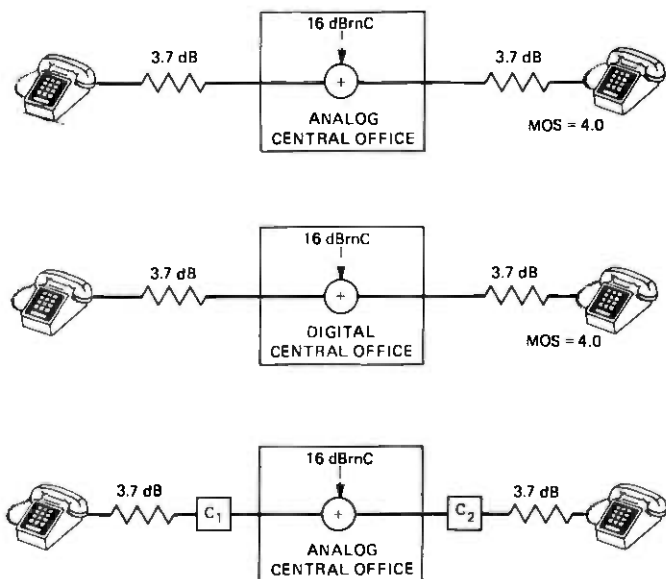 16 dBrnC
3.7 dB
3.7 dB
+
ANALOG
CENTRAL OFFICE
MOS = 4.0
16 dBrnC
3.7 dB
3.7 dB
+
DIGITAL
CENTRAL OFFICE
MOS = 4.0
16 dBrnC
3.7 dB
C1
+
C2
3.7 dB
ANALOG
CENTRAL OFFICE